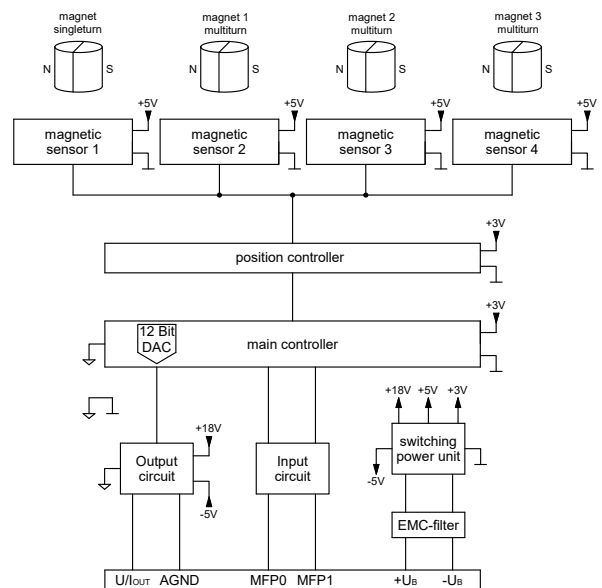 magnet
singleturn
magnet 1
multiturn
magnet 2
multiturn
magnet 3
multiturn
N S
N S
N S
N S
+5V
+5V
+5V
+5V
magnetic
sensor 1
magnetic
sensor 2
magnetic
sensor 3
magnetic
sensor 4
+3V
position controller
+3V
12 Bit
DAC
main controller
+18V +5V +3V
+18V
Output
circuit
Input
circuit
switching
power unit
-5V
-5V
EMC-filter
U/IOUT AGND MFP0 MFP1 +UB -UB